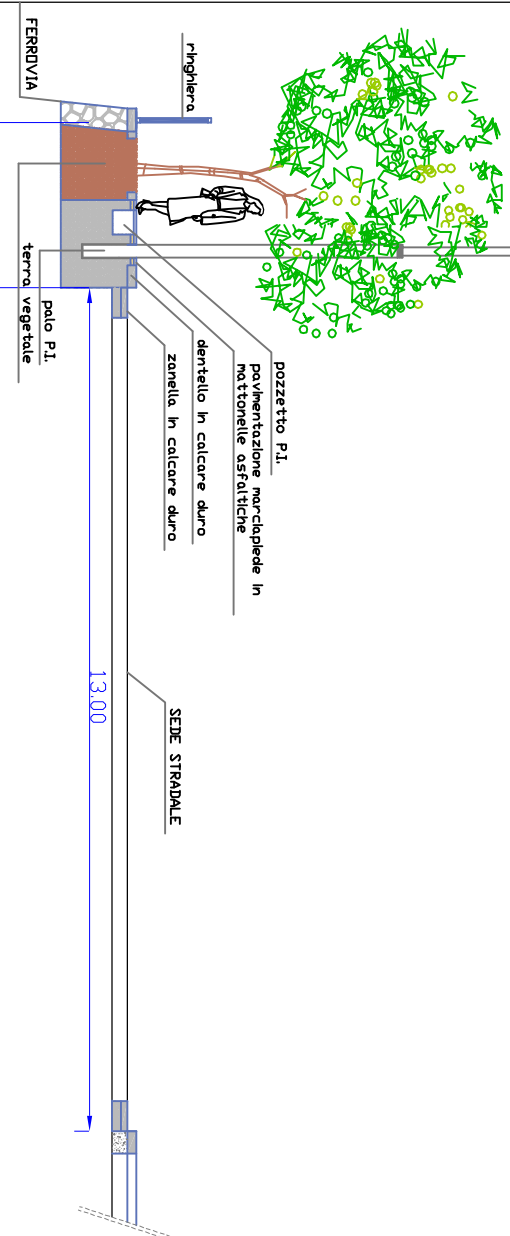 ringhiera
FERROVIA
pozzetto P.I.
pavimentazione marciapiede in
mattonelle asfaltiche
dentello in calcare duro
zanella in calcare duro
palo P.I.
terra vegetale
SEDE STRADALE
13.00